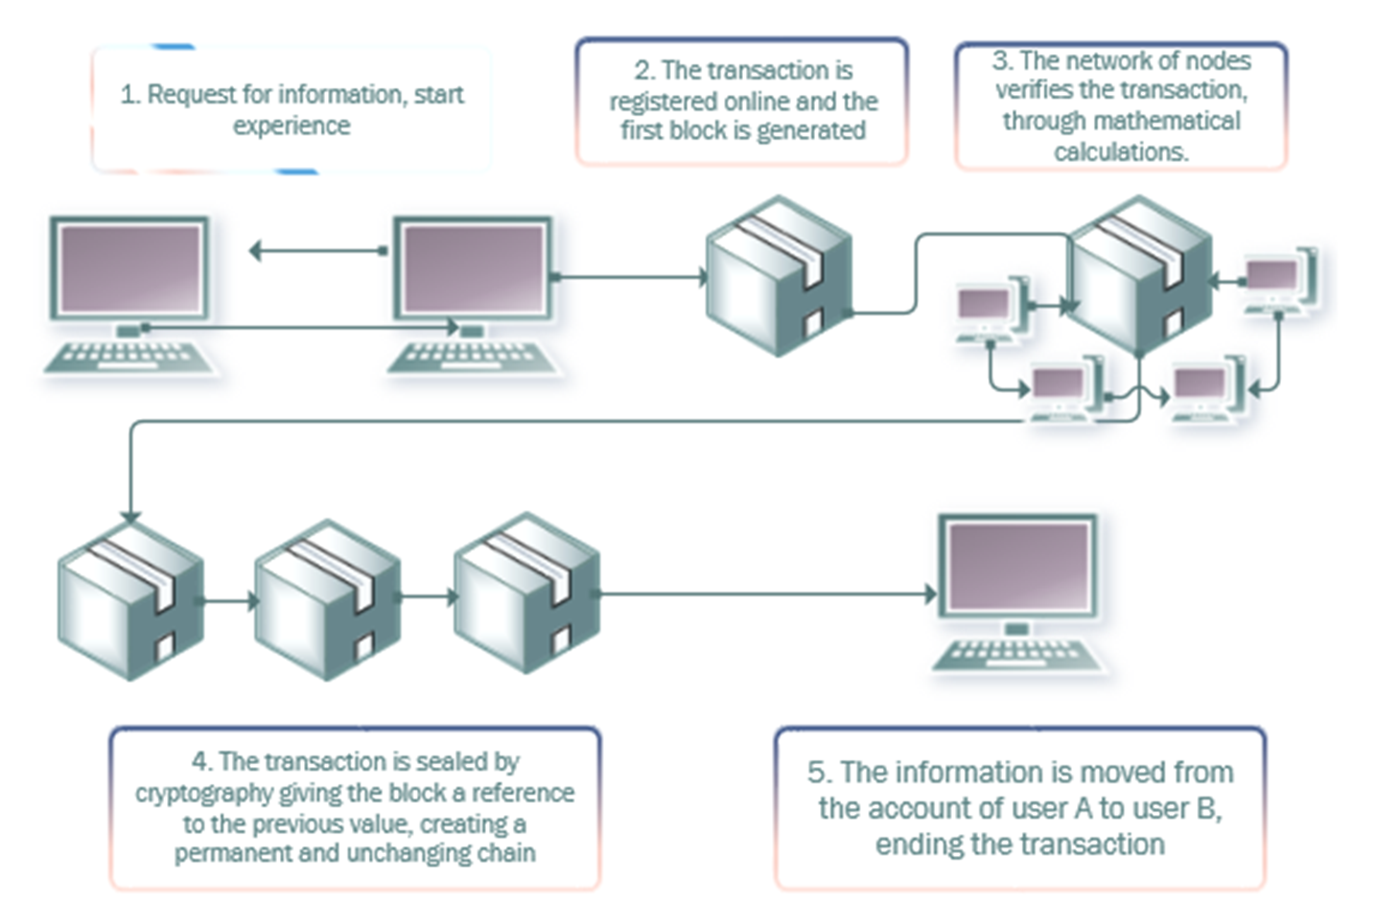 1. Request for information, start
experience
2. The transaction is
registered online and the
first block is generated
3. The network of nodes
verifies the transaction,
through mathematical
calculations.
4. The transaction is sealed by
cryptography giving the block a reference
to the previous value, creating a
permanent and unchanging chain
5. The information is moved from
the account of user A to user B,
ending the transaction